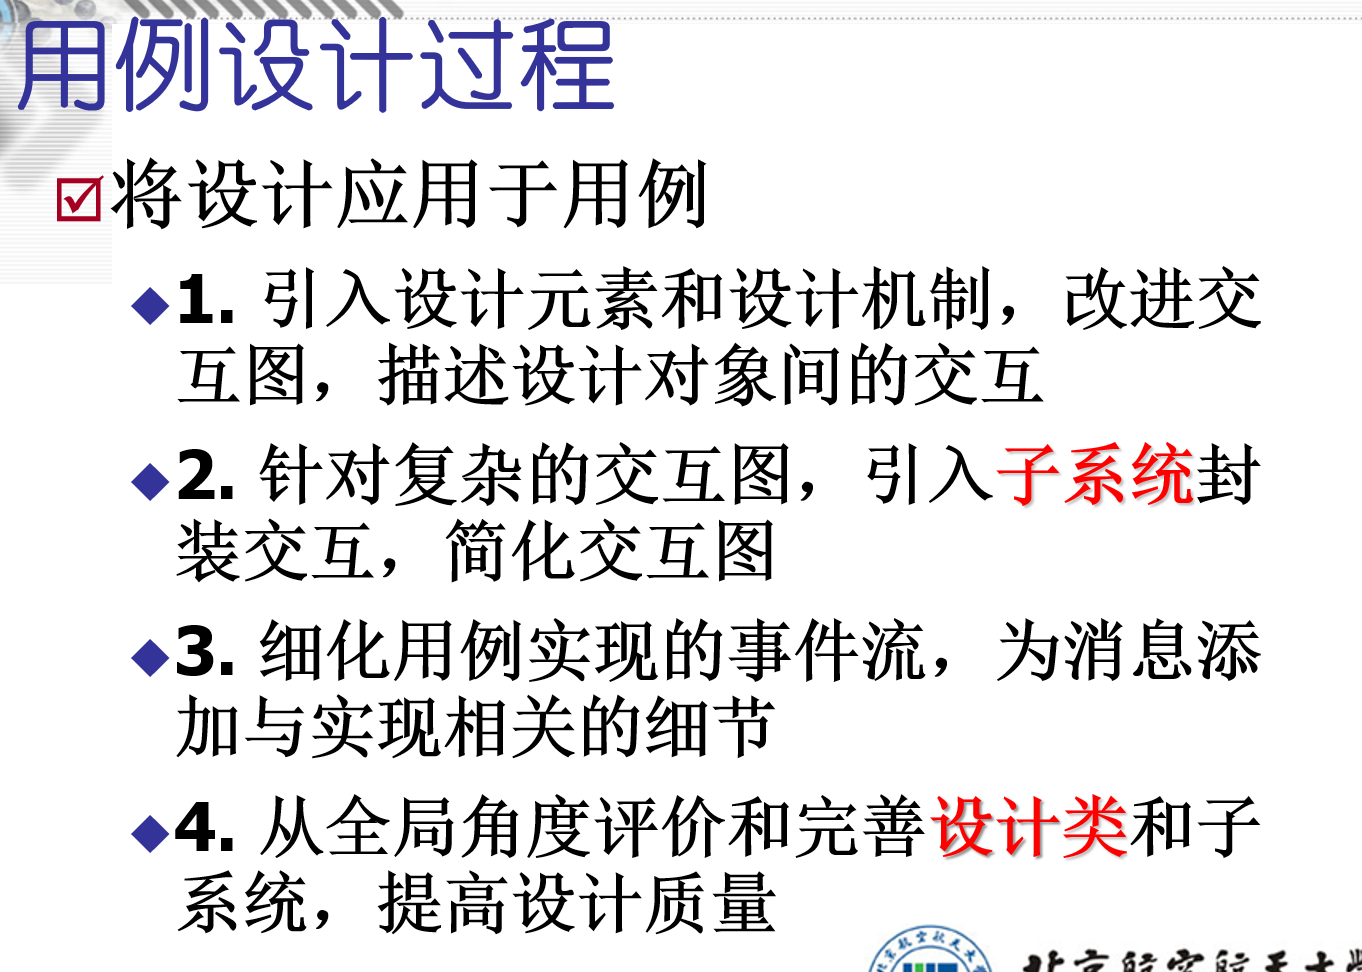 用例设计过程
将设计应用于用例
1. 引入设计元素和设计机制，改进交
互图，描述设计对象间的交互
2. 针对复杂的交互图，引入子系统封
装交互，简化交互图
3. 细化用例实现的事件流，为消息添
加与实现相关的细节
4. 从全局角度评价和完善设计类和子
系统，提高设计质量
北京航空航天大学